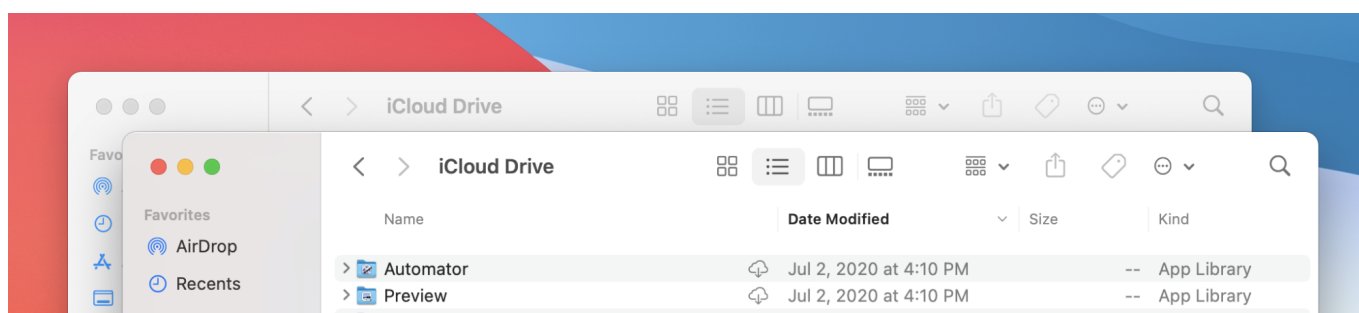 iCloud Drive
Favo
iCloud Drive
Favorites
Name Date Modified Size Kind
AirDrop
Automator Jul 2, 2020 at 4:10 PM -- App Library
Recents
Preview Jul 2, 2020 at 4:10 PM -- App Library